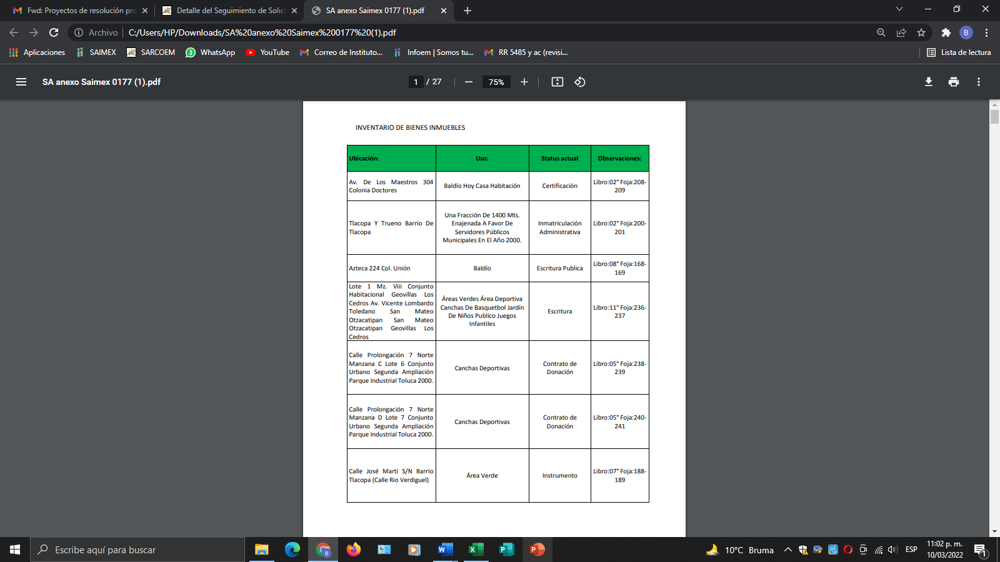 Fwd: Proyectos de resolución pro
Detalle del Seguimiento de Solici
SA anexo Saimex 0177 (1).pdf
Archivo
C:/Users/HP/Downloads/SA%20anexo%20Saimex%200177%20(1).pdf
B
Aplicaciones
SAIMEX
SARCOEM
3
WhatsApp
YouTube
Correo de Instituto...
Infoem | Somos tu...
RR 5485 y ac (revisi...
Lista de lectura
SA anexo Saimex 0177 (1).pdf
1 / 27
75%
INVENTARIO DE BIENES INMUEBLES
Ubicación:
Uso:
Status actual
Observaciones:
Av. De Los Maestros 304
Colonia Doctores
Baldío Hoy Casa Habitación
Certificación
Libro:02° Foja:208-
209
Tlacopa Y Trueno Barrio De
Tlacopa
Una Fracción De 1400 Mts.
Enajenada A Favor De
Servidores Públicos
Municipales En El Año 2000.
Inmatriculación
Administrativa
Libro:02° Foja:200-
201
Azteca 224 Col. Unión
Baldío
Escritura Publica
Libro:08° Foja:168-
169
Lote 1 Mz. Viii Conjunto
Habitacional Geovillas Los
Cedros Av. Vicente Lombardo
Toledano San Mateo
Otzacatipan San Mateo
Otzacatipan Geovillas Los
Cedros
Áreas Verdes Área Deportiva
Canchas De Basquetbol Jardín
De Niños Publico Juegos
Infantiles
Escritura
Libro:11° Foja:236-
237
Calle Prolongación 7 Norte
Manzana C Lote 6 Conjunto
Urbano Segunda Ampliación
Parque Industrial Toluca 2000.
Canchas Deportivas
Contrato de
Donación
Libro:05° Foja:238-
239
Calle Prolongación 7 Norte
Manzana D Lote 7 Conjunto
Urbano Segunda Ampliación
Parque Industrial Toluca 2000.
Canchas Deportivas
Contrato de
Donación
Libro:05° Foja:240-
241
Calle José Martí S/N Barrio
Tlacopa (Calle Rio Verdiguel)
Área Verde
Instrumento
Libro:07° Foja:188-
189
Escribe aquí para buscar
10°C Bruma
ESP
11:02 p. m.
10/03/2022
1